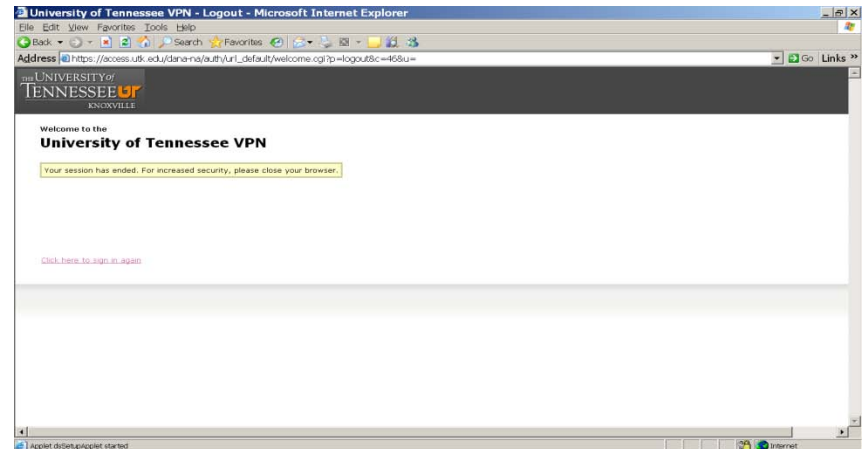 University of Tennessee VPN - Logout - Microsoft Internet Explorer
File Edit View Favorites Tools Help
Back Search Favorites
Address https://access.utk.edu/dana-na/auth/url_default/welcome.cgi?p=logout&c=46&u= Go Links »
THE UNIVERSITY of
TENNESSEE UT
KNOXVILLE
Welcome to the
University of Tennessee VPN
Your session has ended. For increased security, please close your browser.
Click here to sign in again
Applet dsSetupApplet started Internet